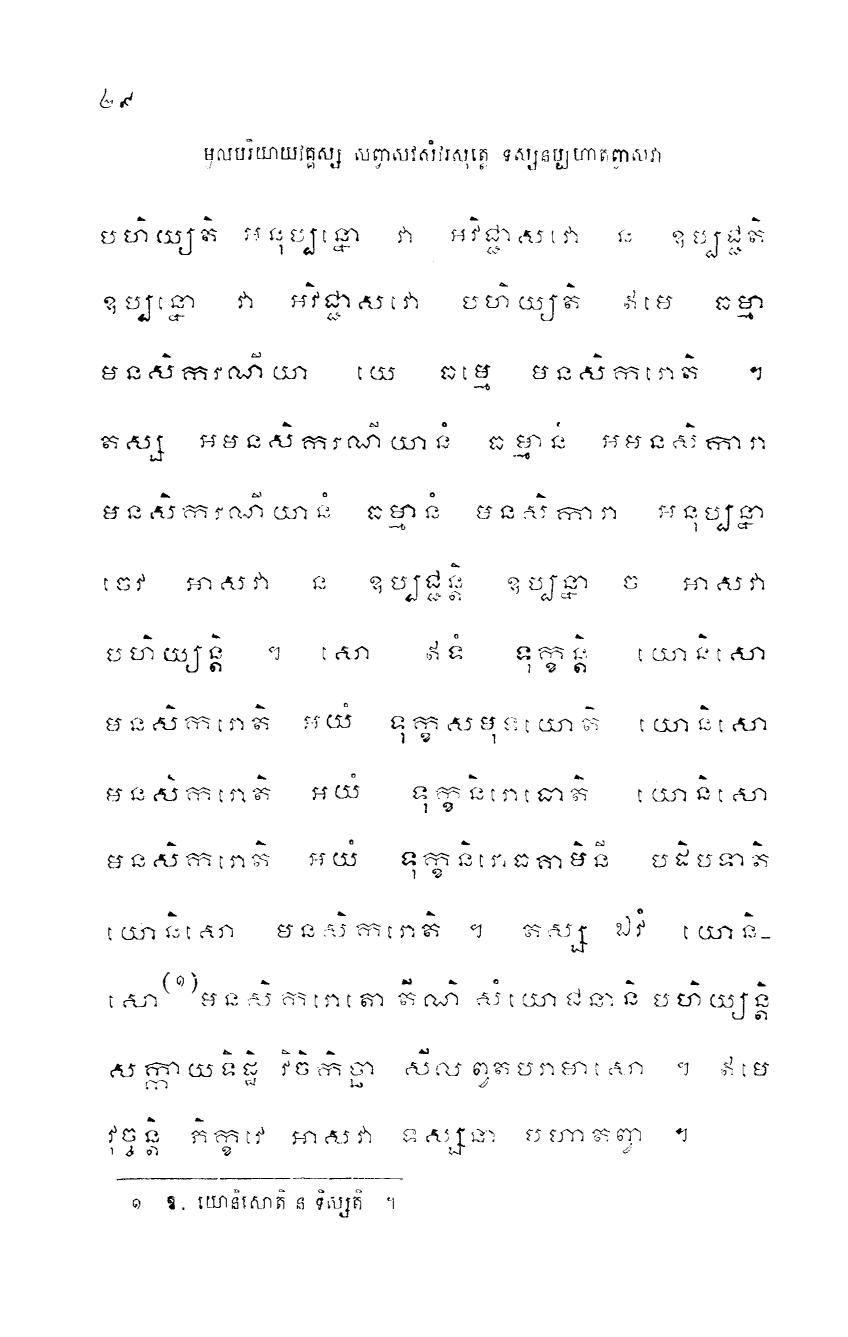 ២៩
មូលបរិយាយវគ្គស្ស សព្វាសវសំវរសុត្តេ ទស្សនប្បហាតព្វាសវា
បហិយ្យតិ អនុប្បន្នោ វា អវិជ្ជាសវោ ន ឧប្បជ្ជតិ
ឧប្បន្នោ វា អវិជ្ជាសវោ បហិយ្យតិ ឥមេ ធម្មា
មនសិករណីយា យេ ធម្មេ មនសិករោតិ ។
តស្ស អមនសិករណីយានំ ធម្មានំ អមនសិការា
មនសិករណីយានំ ធម្មានំ មនសិការា អនុប្បន្នា
ចេវ អាសវា ន ឧប្បជ្ជន្តិ ឧប្បន្នា ច អាសវា
បហិយ្យន្តិ ។ សោ ឥទំ ទុក្ខន្តិ យោនិសោ
មនសិករោតិ អយំ ទុក្ខសមុទយោតិ យោនិសោ
មនសិករោតិ អយំ ទុក្ខនិរោធោតិ យោនិសោ
មនសិករោតិ អយំ ទុក្ខនិរោធគាមិនី បដិបទាតិ
យោនិសោ មនសិករោតិ ។ តស្ស ឯវំ យោនិ-
សោ(១)មនសិករោតោ តីណិ សំយោជនានិ បហិយ្យន្តិ
សក្កាយទិដ្ឋិ វិចិកិច្ឆា សីលព្វតបរាមាសោ ។ ឥមេ
វុច្ចន្តិ ភិក្ខវេ អាសវា ទស្សនា បហាតព្វា ។
១ ឱ. យោនិសោតិ ន ទិស្សតិ ។